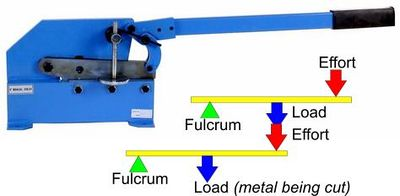 Effort
Load
Fulcrum
Effort
Fulcrum
Load (metal being cut)